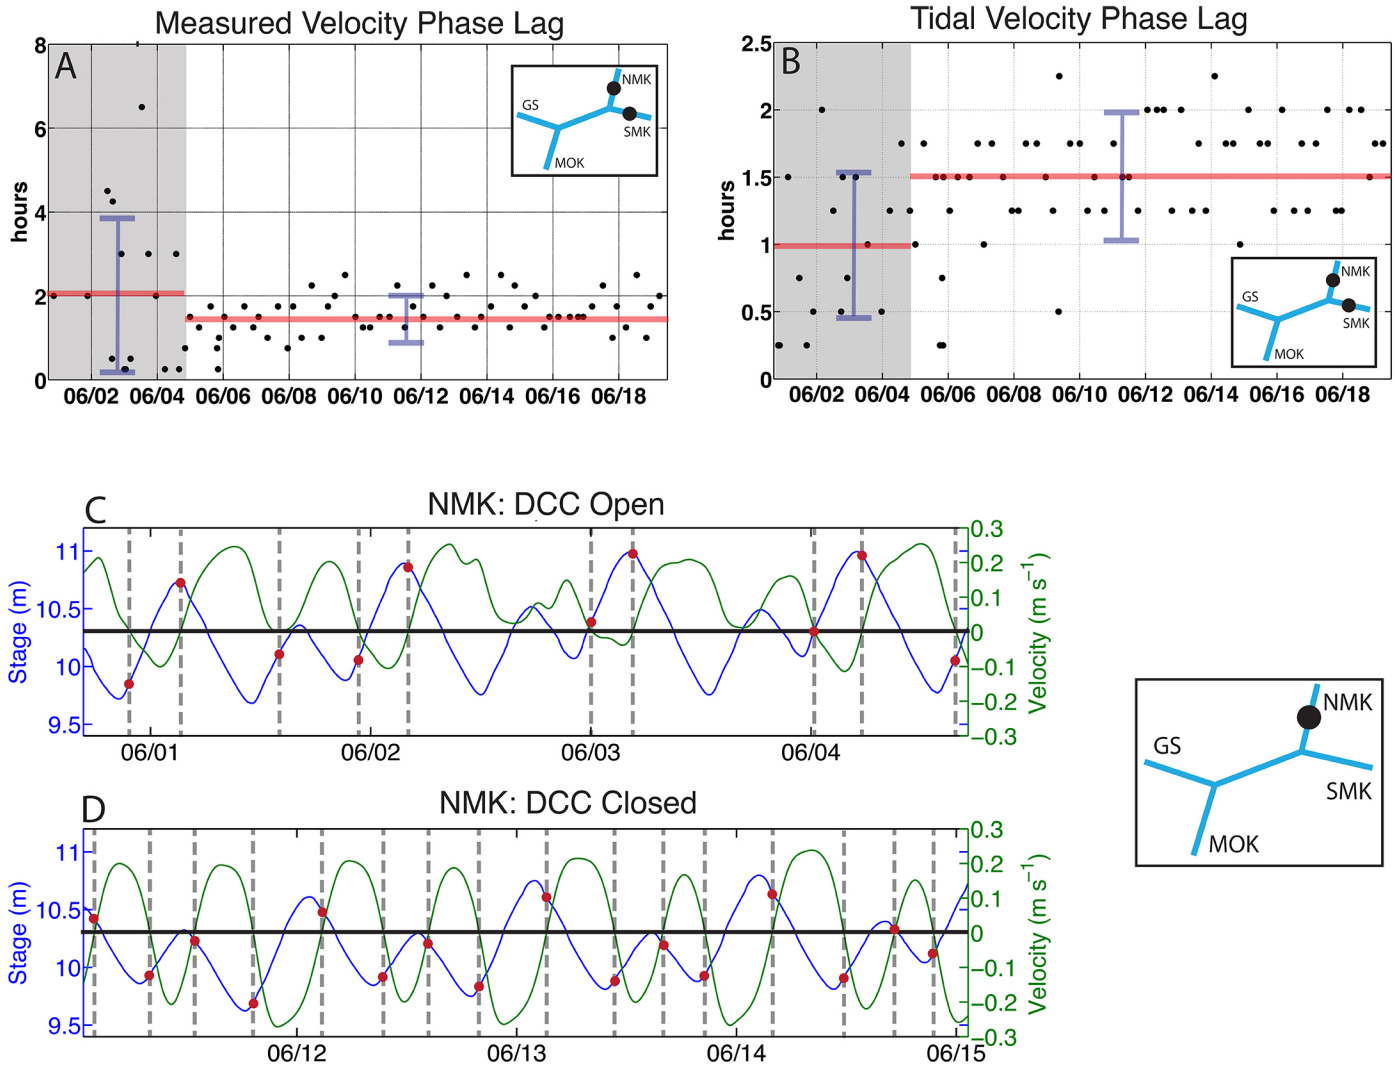 Measured Velocity Phase Lag
A
hours
8
6
4
2
0
06/02 06/04 06/06 06/08 06/10 06/12 06/14 06/16 06/18
NMK
GS
SMK
MOK
Tidal Velocity Phase Lag
B
hours
2.5
2
1.5
1
0.5
0
06/02 06/04 06/06 06/08 06/10 06/12 06/14 06/16 06/18
NMK
GS
SMK
MOK
C
NMK: DCC Open
Stage (m)
11
10.5
10
9.5
0.3
0.2
0.1
0
−0.1
−0.2
−0.3
Velocity (m s⁻¹)
06/01 06/02 06/03 06/04
D
NMK: DCC Closed
Stage (m)
11
10.5
10
9.5
0.3
0.2
0.1
0
−0.1
−0.2
−0.3
Velocity (m s⁻¹)
06/12 06/13 06/14 06/15
NMK
GS
SMK
MOK